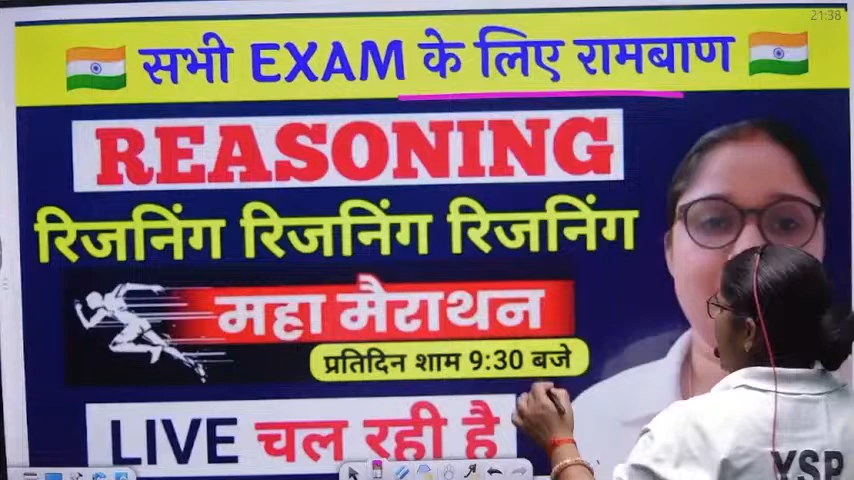 21:38
सभी EXAM के लिए रामबाण
REASONING
रिजनिंग रिजनिंग रिजनिंग
महा मैराथन
प्रतिदिन शाम 9:30 बजे
LIVE चल रही है
YSP